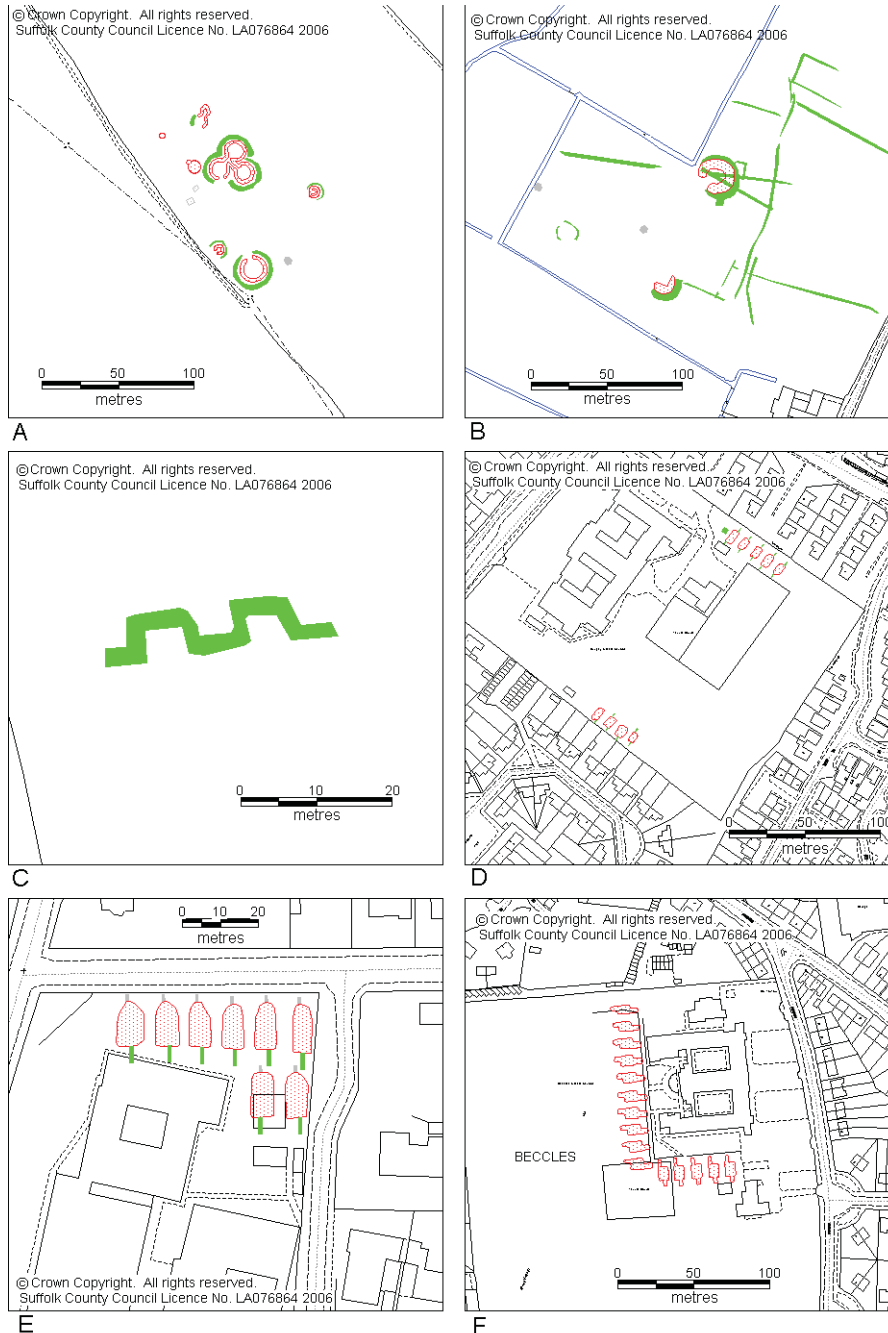 © Crown Copyright. All rights reserved.
Suffolk County Council Licence No. LA076864 2006
0 50 100
metres
A
© Crown Copyright. All rights reserved.
Suffolk County Council Licence No. LA076864 2006
0 50 100
metres
B
© Crown Copyright. All rights reserved.
Suffolk County Council Licence No. LA076864 2006
0 10 20
metres
C
© Crown Copyright. All rights reserved.
Suffolk County Council Licence No. LA076864 2006
0 50 100
metres
D
0 10 20
metres
© Crown Copyright. All rights reserved.
Suffolk County Council Licence No. LA076864 2006
E
© Crown Copyright. All rights reserved.
Suffolk County Council Licence No. LA076864 2006
BECCLES
0 50 100
metres
F